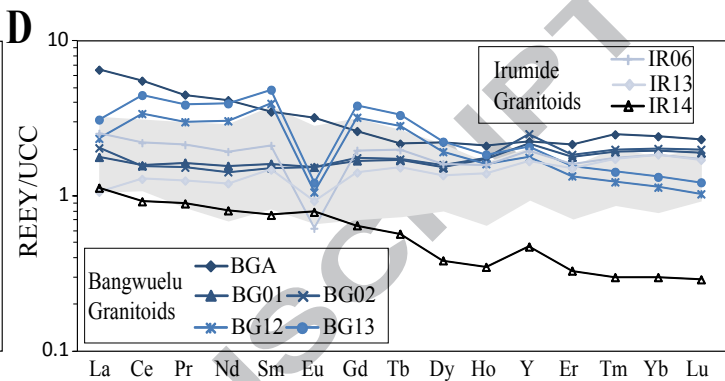 D
10
1
0.1
REEY/UCC
Irumide
Granitoids
IR06
IR13
IR14
Bangwuelu
Granitoids
BGA
BG01 BG02
BG12 BG13
La Ce Pr Nd Sm Eu Gd Tb Dy Ho Y Er Tm Yb Lu
USCRIPT